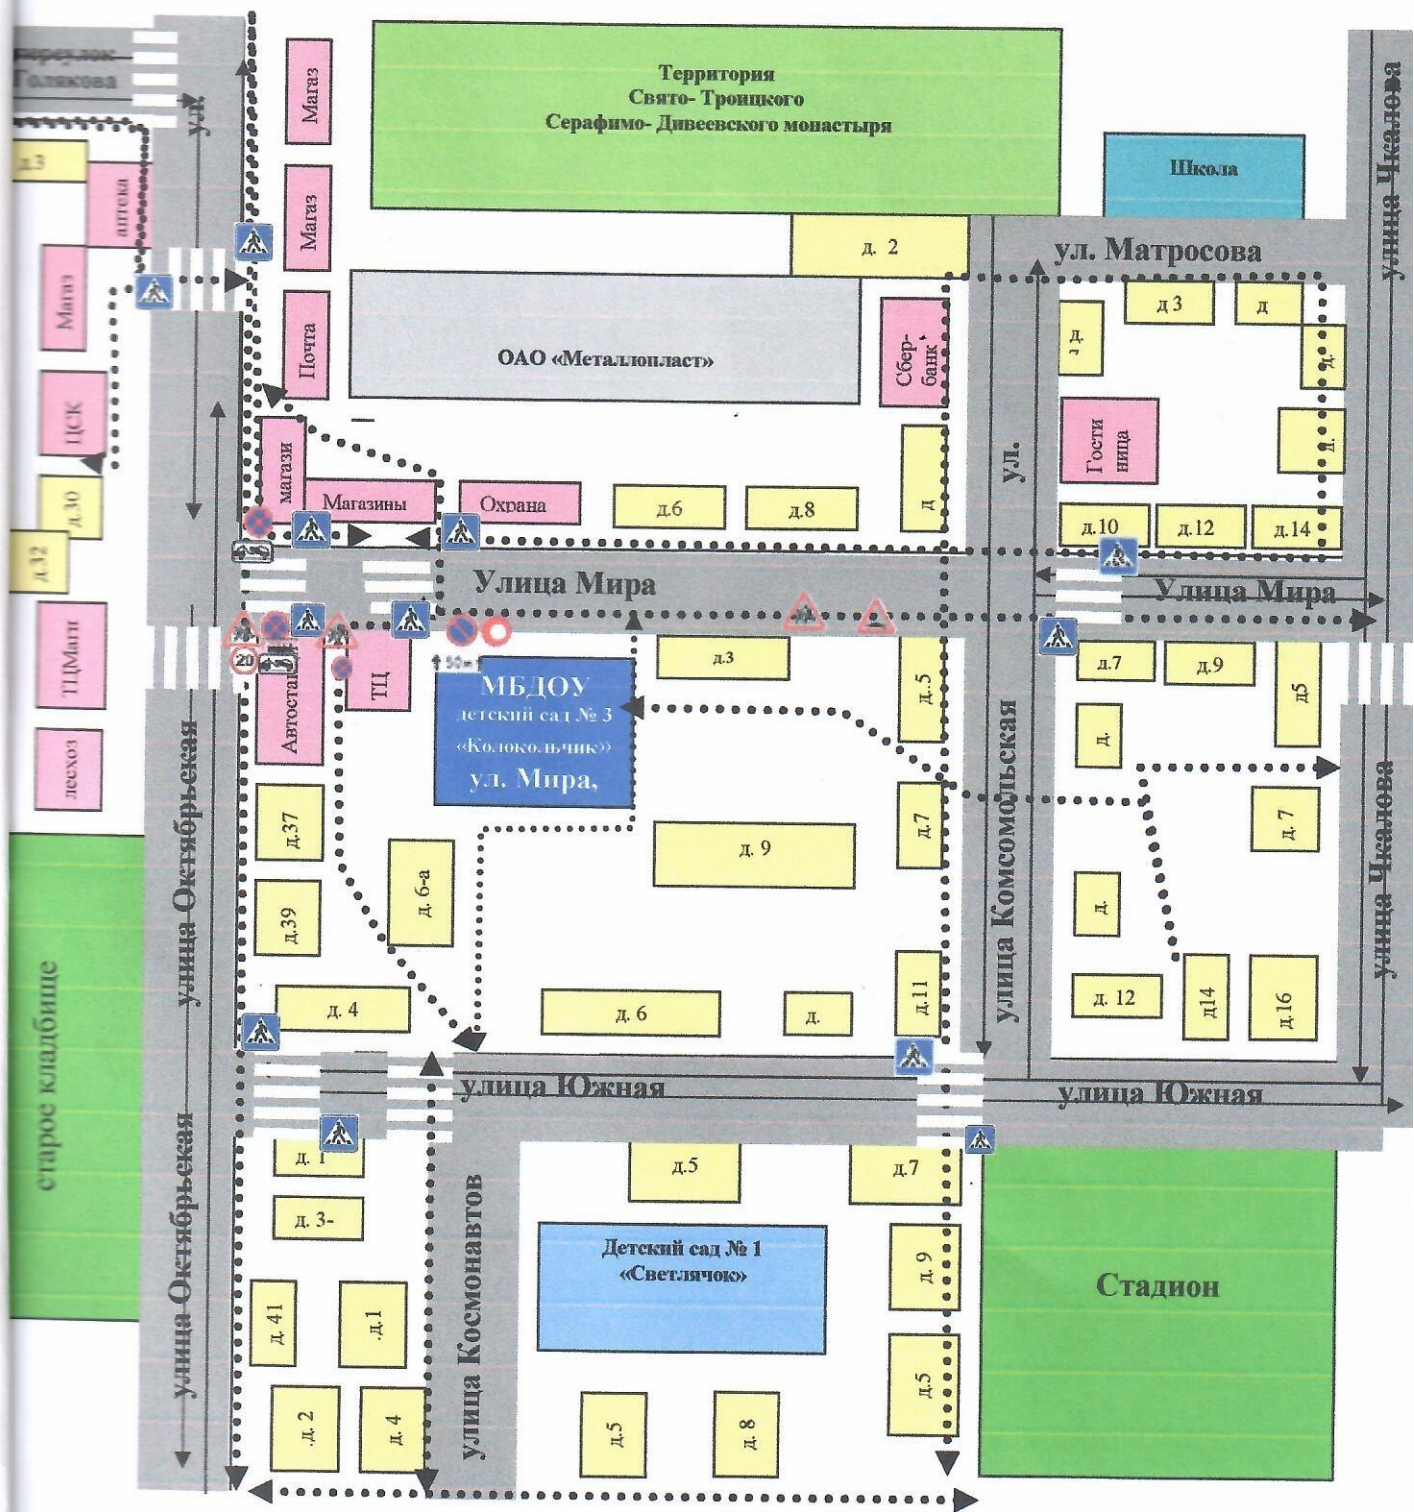 переулок
Голякова
ул.
Магаз
Территория
Свято- Троицкого
Серафимо- Дивеевского монастыря
улица Чкалова
Школа
д.3
аптека
Магаз
д. 2
ул. Матросова
Магаз
Почта
ОАО «Металлопласт»
Сбер-
банк
д.
д 3
д
д.
ЦСК
Гости
ница
д.
ул.
магази
Магазины
Охрана
д.6
д.8
д
д.10
д.12
д.14
д.30
д.32
Улица Мира
Улица Мира
ТЦМагн
20
Автостан
ТЦ
50м
МБДОУ
детский сад № 3
«Колокольчик»
ул. Мира,
д.3
д.5
д.7
д.9
д5
д.
лесхоз
улица Октябрьская
д.37
д. 9
д.7
улица Комсомольская
д. 7
улица Чкалова
д.39
д. 6-а
д.
старое кладбище
д. 4
д. 6
д.
д.11
д. 12
д14
д.16
улица Южная
улица Южная
улица Октябрьская
д. 1
д.5
д.7
д. 3-
улица Космонавтов
Детский сад № 1
«Светлячок»
д. 9
Стадион
д. 41
.д.1
д.5
.д. 2
д. 4
д.5
д. 8